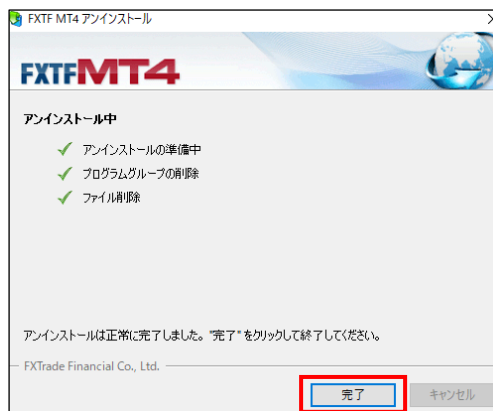 FXTF MT4 アンインストール
FXTFMT4
アンインストール中
アンインストールの準備中
プログラムグループの削除
ファイル削除
アンインストールは正常に完了しました。"完了"をクリックして終了してください。
FXTrade Financial Co., Ltd.
完了 キャンセル